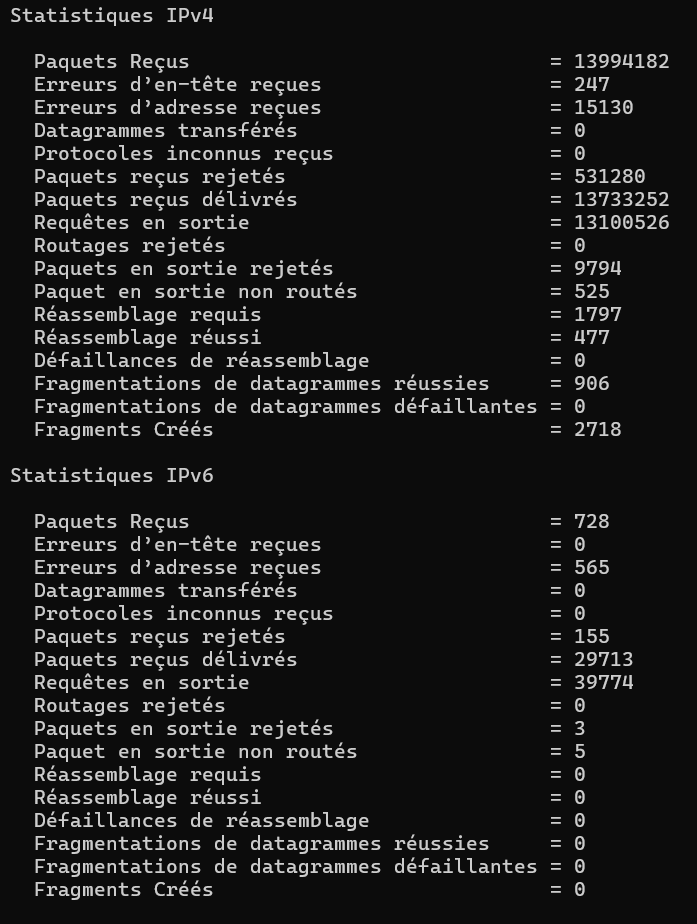 Statistiques IPv4
Paquets Reçus = 13994182
Erreurs d’en-tête reçues = 247
Erreurs d’adresse reçues = 15130
Datagrammes transférés = 0
Protocoles inconnus reçus = 0
Paquets reçus rejetés = 531280
Paquets reçus délivrés = 13733252
Requêtes en sortie = 13100526
Routages rejetés = 0
Paquets en sortie rejetés = 9794
Paquet en sortie non routés = 525
Réassemblage requis = 1797
Réassemblage réussi = 477
Défaillances de réassemblage = 0
Fragmentations de datagrammes réussies = 906
Fragmentations de datagrammes défaillantes = 0
Fragments Créés = 2718
Statistiques IPv6
Paquets Reçus = 728
Erreurs d’en-tête reçues = 0
Erreurs d’adresse reçues = 565
Datagrammes transférés = 0
Protocoles inconnus reçus = 0
Paquets reçus rejetés = 155
Paquets reçus délivrés = 29713
Requêtes en sortie = 39774
Routages rejetés = 0
Paquets en sortie rejetés = 3
Paquet en sortie non routés = 5
Réassemblage requis = 0
Réassemblage réussi = 0
Défaillances de réassemblage = 0
Fragmentations de datagrammes réussies = 0
Fragmentations de datagrammes défaillantes = 0
Fragments Créés = 0